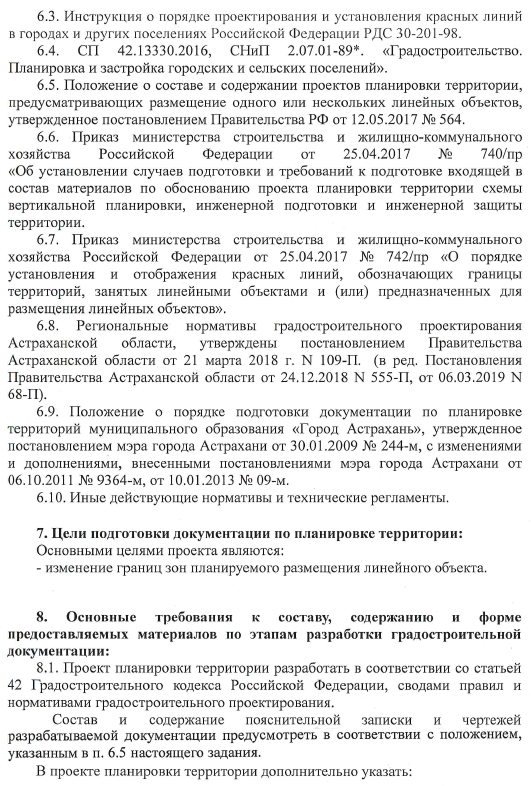 6.3. Инструкция о порядке проектирования и установления красных линий
в городах и других поселениях Российской Федерации РДС 30-201-98.
6.4. СП 42.13330.2016, СНиП 2.07.01-89*. «Градостроительство.
Планировка и застройка городских и сельских поселений».
6.5. Положение о составе и содержании проектов планировки территории,
предусматривающих размещение одного или нескольких линейных объектов,
утвержденное постановлением Правительства РФ от 12.05.2017 № 564.
6.6. Приказ министерства строительства и жилищно-коммунального
хозяйства Российской Федерации от 25.04.2017 № 740/пр
«Об установлении случаев подготовки и требований к подготовке входящей в
состав материалов по обоснованию проекта планировки территории схемы
вертикальной планировки, инженерной подготовки и инженерной защиты
территории.
6.7. Приказ министерства строительства и жилищно-коммунального
хозяйства Российской Федерации от 25.04.2017 № 742/пр «О порядке
установления и отображения красных линий, обозначающих границы
территорий, занятых линейными объектами и (или) предназначенных для
размещения линейных объектов».
6.8. Региональные нормативы градостроительного проектирования
Астраханской области, утверждены постановлением Правительства
Астраханской области от 21 марта 2018 г. N 109-П. (в ред. Постановления
Правительства Астраханской области от 24.12.2018 N 555-П, от 06.03.2019 N
68-П).
6.9. Положение о порядке подготовки документации по планировке
территорий муниципального образования «Город Астрахань», утвержденное
постановлением мэра города Астрахани от 30.01.2009 № 244-м, с изменениями
и дополнениями, внесенными постановлениями мэра города Астрахани от
06.10.2011 № 9364-м, от 10.01.2013 № 09-м.
6.10. Иные действующие нормативы и технические регламенты.
7. Цели подготовки документации по планировке территории:
Основными целями проекта являются:
- изменение границ зон планируемого размещения линейного объекта.
8. Основные требования к составу, содержанию и форме
предоставляемых материалов по этапам разработки градостроительной
документации:
8.1. Проект планировки территории разработать в соответствии со статьей
42 Градостроительного кодекса Российской Федерации, сводами правил и
нормативами градостроительного проектирования.
Состав и содержание пояснительной записки и чертежей
разрабатываемой документации предусмотреть в соответствии с положением,
указанным в п. 6.5 настоящего задания.
В проекте планировки территории дополнительно указать: